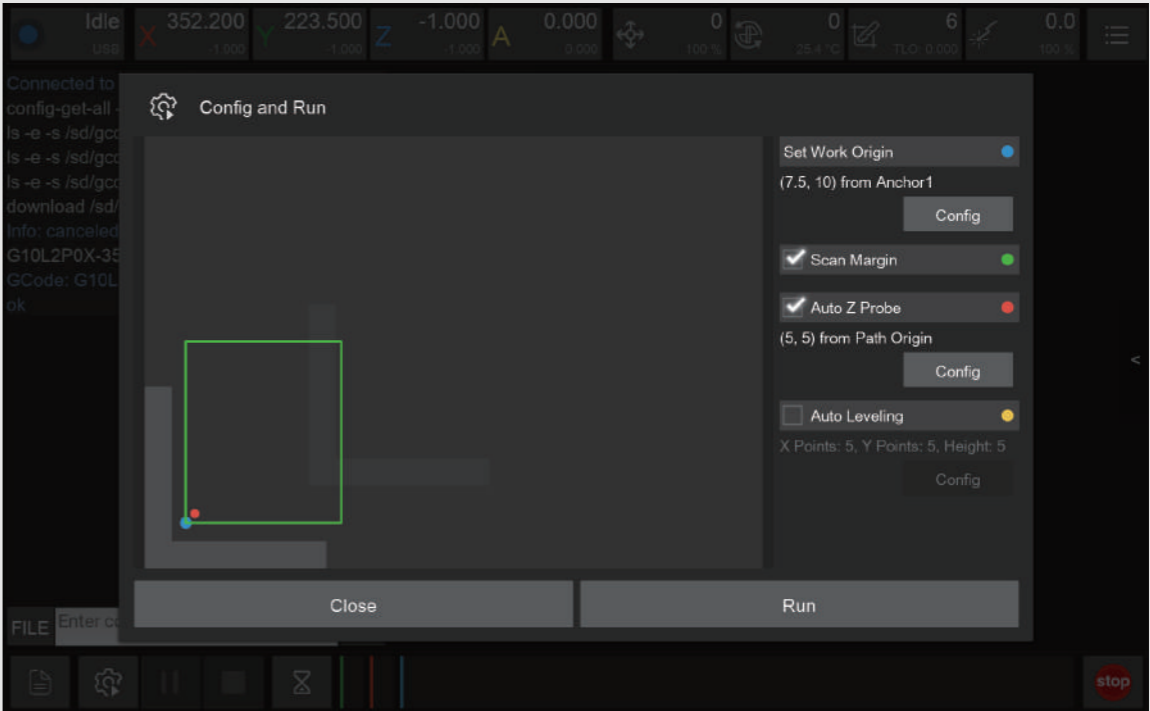 Idle
USB
X 352.200
-1.000
Y 223.500
-1.000
Z -1.000
-1.000
A 0.000
0.000
0
100 %
0
25.4 °C
6
TLO: 0.000
0.0
100 %
Connected to
config-get-all -
ls -e -s /sd/gco
ls -e -s /sd/gco
ls -e -s /sd/gco
download /sd/
Info: canceled
G10L2P0X-35
GCode: G10L
ok
Config and Run
Set Work Origin
(7.5, 10) from Anchor1
Config
Scan Margin
Auto Z Probe
(5, 5) from Path Origin
Config
<
Auto Leveling
X Points: 5, Y Points: 5, Height: 5
Config
Close
Run
FILE
Enter co
stop